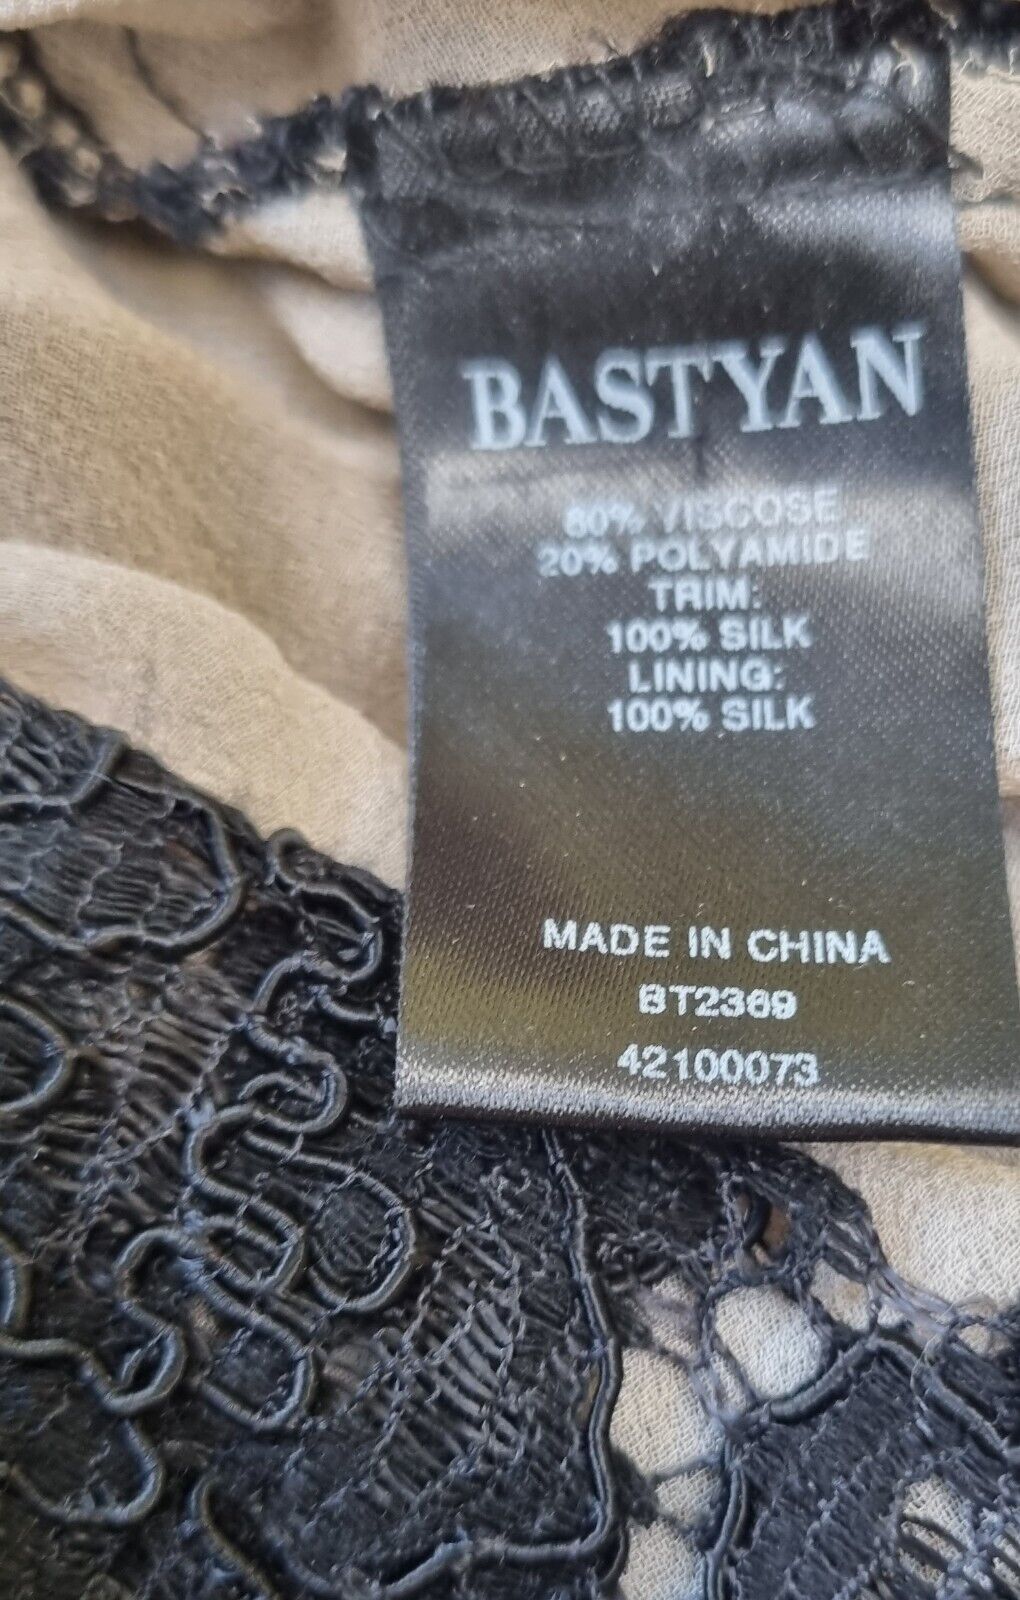 BASTYAN
80% VISCOSE
20% POLYAMIDE
TRIM:
100% SILK
LINING:
100% SILK
MADE IN CHINA
BT2369
42100073